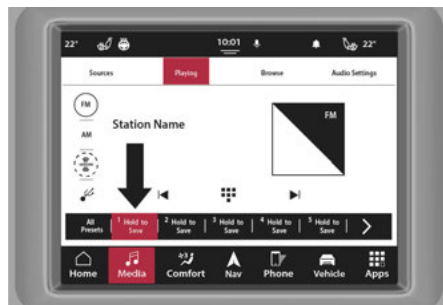 22° 10:01 22°
Sources Playing Browse Audio Settings
FM
FM
AM
Station Name
All Presets
1 Hold to Save
2 Hold to Save
3 Hold to Save
4 Hold to Save
5 Hold to Save
Home Media Comfort Nav Phone Vehicle Apps